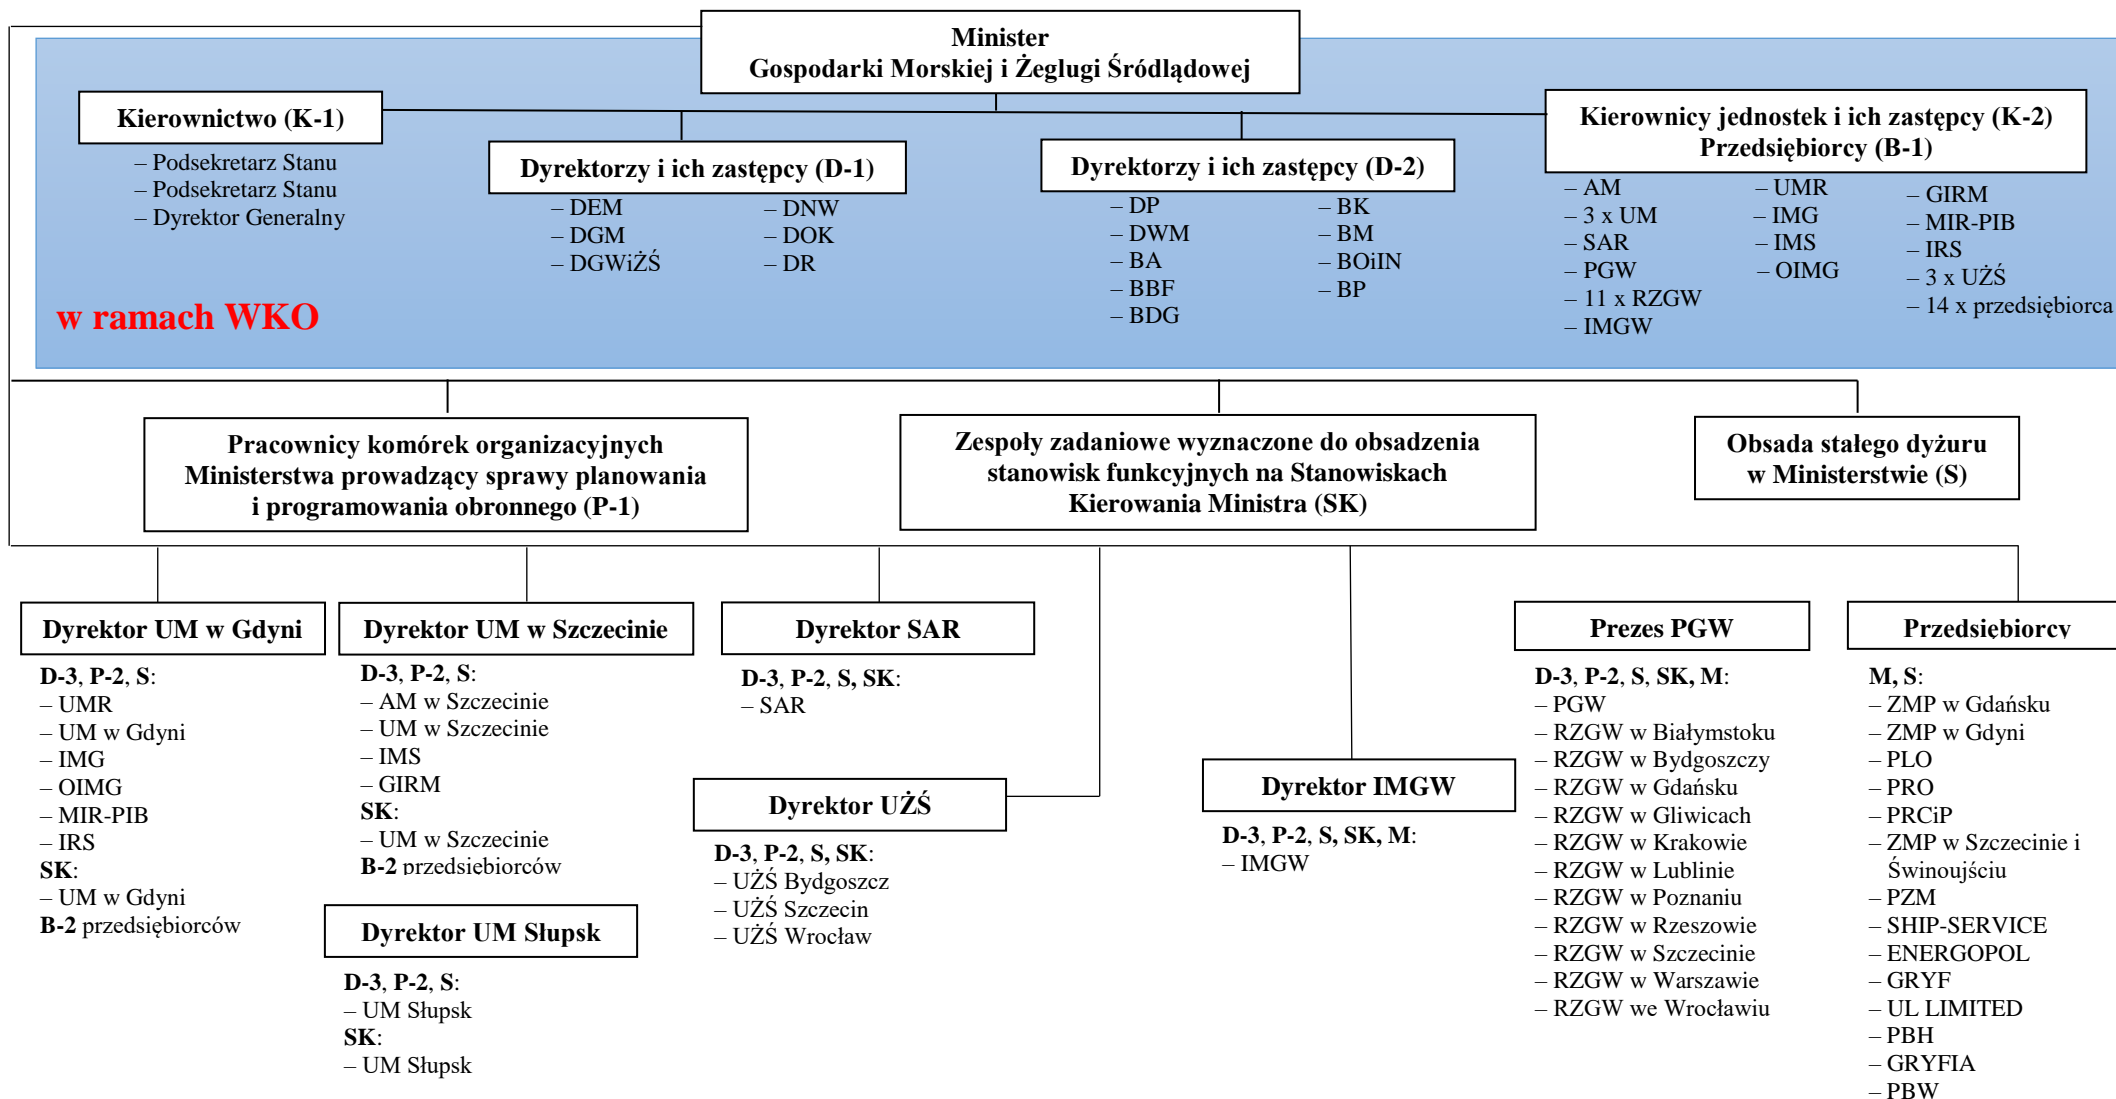 Minister
Gospodarki Morskiej i Żeglugi Śródlądowej
Kierownictwo (K-1)
– Podsekretarz Stanu
– Podsekretarz Stanu
– Dyrektor Generalny
Dyrektorzy i ich zastępcy (D-1)
– DEM
– DGM
– DGWiŻŚ
– DNW
– DOK
– DR
Dyrektorzy i ich zastępcy (D-2)
– DP
– DWM
– BA
– BBF
– BDG
– BK
– BM
– BOiIN
– BP
Kierownicy jednostek i ich zastępcy (K-2)
Przedsiębiorcy (B-1)
– AM
– 3 x UM
– SAR
– PGW
– 11 x RZGW
– IMGW
– UMR
– IMG
– IMS
– OIMG
– GIRM
– MIR-PIB
– IRS
– 3 x UŻŚ
– 14 x przedsiębiorca
w ramach WKO
Pracownicy komórek organizacyjnych
Ministerstwa prowadzący sprawy planowania
i programowania obronnego (P-1)
Zespoły zadaniowe wyznaczone do obsadzenia
stanowisk funkcyjnych na Stanowiskach
Kierowania Ministra (SK)
Obsada stałego dyżuru
w Ministerstwie (S)
Dyrektor UM w Gdyni
D-3, P-2, S:
– UMR
– UM w Gdyni
– IMG
– OIMG
– MIR-PIB
– IRS
SK:
– UM w Gdyni
B-2 przedsiębiorców
Dyrektor UM w Szczecinie
D-3, P-2, S:
– AM w Szczecinie
– UM w Szczecinie
– IMS
– GIRM
SK:
– UM w Szczecinie
B-2 przedsiębiorców
Dyrektor UM Słupsk
D-3, P-2, S:
– UM Słupsk
SK:
– UM Słupsk
Dyrektor SAR
D-3, P-2, S, SK:
– SAR
Dyrektor UŻŚ
D-3, P-2, S, SK:
– UŻŚ Bydgoszcz
– UŻŚ Szczecin
– UŻŚ Wrocław
Dyrektor IMGW
D-3, P-2, S, SK, M:
– IMGW
Prezes PGW
D-3, P-2, S, SK, M:
– PGW
– RZGW w Białymstoku
– RZGW w Bydgoszczy
– RZGW w Gdańsku
– RZGW w Gliwicach
– RZGW w Krakowie
– RZGW w Lublinie
– RZGW w Poznaniu
– RZGW w Rzeszowie
– RZGW w Szczecinie
– RZGW w Warszawie
– RZGW we Wrocławiu
Przedsiębiorcy
M, S:
– ZMP w Gdańsku
– ZMP w Gdyni
– PLO
– PRO
– PRCiP
– ZMP w Szczecinie i
Świnoujściu
– PZM
– SHIP-SERVICE
– ENERGOPOL
– GRYF
– UL LIMITED
– PBH
– GRYFIA
– PBW